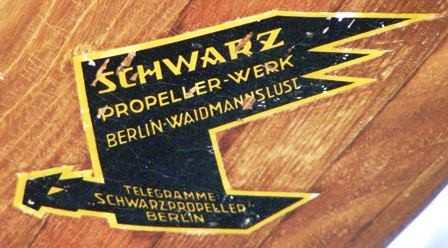 SCHWARZ
PROPELLER-WERK
BERLIN-WAIDMANNSLUST
TELEGRAMME:
„SCHWARZPROPELLER"
BERLIN